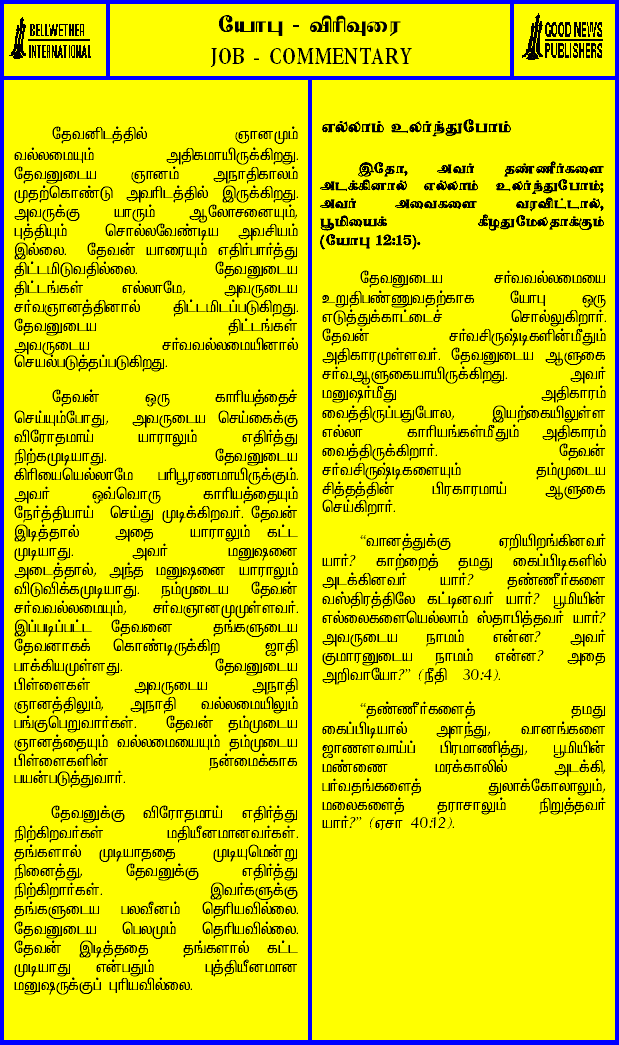 BELLWETHER
INTERNATIONAL
யோபு - விரிவுரை
JOB - COMMENTARY
GOOD NEWS
PUBLISHERS
தேவனிடத்தில் ஞானமும்
வல்லமையும் அதிகமாயிருக்கிறது.
தேவனுடைய ஞானம் அநாதிகாலம்
முதற்கொண்டு அவரிடத்தில் இருக்கிறது.
அவருக்கு யாரும் ஆலோசனையும்,
புத்தியும் சொல்லவேண்டிய அவசியம்
இல்லை. தேவன் யாரையும் எதிர்பார்த்து
திட்டமிடுவதில்லை. தேவனுடைய
திட்டங்கள் எல்லாமே, அவருடைய
சர்வஞானத்தினால் திட்டமிடப்படுகிறது.
தேவனுடைய திட்டங்கள்
அவருடைய சர்வவல்லமையினால்
செயல்படுத்தப்படுகிறது.
தேவன் ஒரு காரியத்தைச்
செய்யும்போது, அவருடைய செய்கைக்கு
விரோதமாய் யாராலும் எதிர்த்து
நிற்கமுடியாது. தேவனுடைய
கிரியையெல்லாமே பரிபூரணமாயிருக்கும்.
அவர் ஒவ்வொரு காரியத்தையும்
நேர்த்தியாய் செய்து முடிக்கிறவர். தேவன்
இடித்தால் அதை யாராலும் கட்ட
முடியாது. அவர் மனுஷனை
அடைத்தால், அந்த மனுஷனை யாராலும்
விடுவிக்கமுடியாது. நம்முடைய தேவன்
சர்வவல்லமையும், சர்வஞானமுமுள்ளவர்.
இப்படிப்பட்ட தேவனை தங்களுடைய
தேவனாகக் கொண்டிருக்கிற ஜாதி
பாக்கியமுள்ளது. தேவனுடைய
பிள்ளைகள் அவருடைய அநாதி
ஞானத்திலும், அநாதி வல்லமையிலும்
பங்குபெறுவார்கள். தேவன் தம்முடைய
ஞானத்தையும் வல்லமையையும் தம்முடைய
பிள்ளைகளின் நன்மைக்காக
பயன்படுத்துவார்.
தேவனுக்கு விரோதமாய் எதிர்த்து
நிற்கிறவர்கள் மதியீனமானவர்கள்.
தங்களால் முடியாததை முடியுமென்று
நினைத்து, தேவனுக்கு எதிர்த்து
நிற்கிறார்கள். இவர்களுக்கு
தங்களுடைய பலவீனம் தெரியவில்லை.
தேவனுடைய பெலமும் தெரியவில்லை.
தேவன் இடித்ததை தங்களால் கட்ட
முடியாது என்பதும் புத்தியீனமான
மனுஷருக்குப் புரியவில்லை.
எல்லாம் உலர்ந்துபோம்
இதோ, அவர் தண்ணீர்களை
அடக்கினால் எல்லாம் உலர்ந்துபோம்;
அவர் அவைகளை வரவிட்டால்,
பூமியைக் கீழதுமேலதாக்கும்
(யோபு 12:15).
தேவனுடைய சர்வவல்லமையை
உறுதிபண்ணுவதற்காக யோபு ஒரு
எடுத்துக்காட்டைச் சொல்லுகிறார்.
தேவன் சர்வசிருஷ்டிகளின்மீதும்
அதிகாரமுள்ளவர். தேவனுடைய ஆளுகை
சர்வஆளுகையாயிருக்கிறது. அவர்
மனுஷர்மீது அதிகாரம்
வைத்திருப்பதுபோல, இயற்கையிலுள்ள
எல்லா காரியங்கள்மீதும் அதிகாரம்
வைத்திருக்கிறார். தேவன்
சர்வசிருஷ்டிகளையும் தம்முடைய
சித்தத்தின் பிரகாரமாய் ஆளுகை
செய்கிறார்.
“வானத்துக்கு ஏறியிறங்கினவர்
யார்? காற்றைத் தமது கைப்பிடிகளில்
அடக்கினவர் யார்? தண்ணீர்களை
வஸ்திரத்திலே கட்டினவர் யார்? பூமியின்
எல்லைகளையெல்லாம் ஸ்தாபித்தவர் யார்?
அவருடைய நாமம் என்ன? அவர்
குமாரனுடைய நாமம் என்ன? அதை
அறிவாயோ?” (நீதி 30:4).
“தண்ணீர்களைத் தமது
கைப்பிடியால் அளந்து, வானங்களை
ஜாணளவாய்ப் பிரமாணித்து, பூமியின்
மண்ணை மரக்காலில் அடக்கி,
பர்வதங்களைத் துலாக்கோலாலும்,
மலைகளைத் தராசாலும் நிறுத்தவர்
யார்?” (ஏசா 40:12).